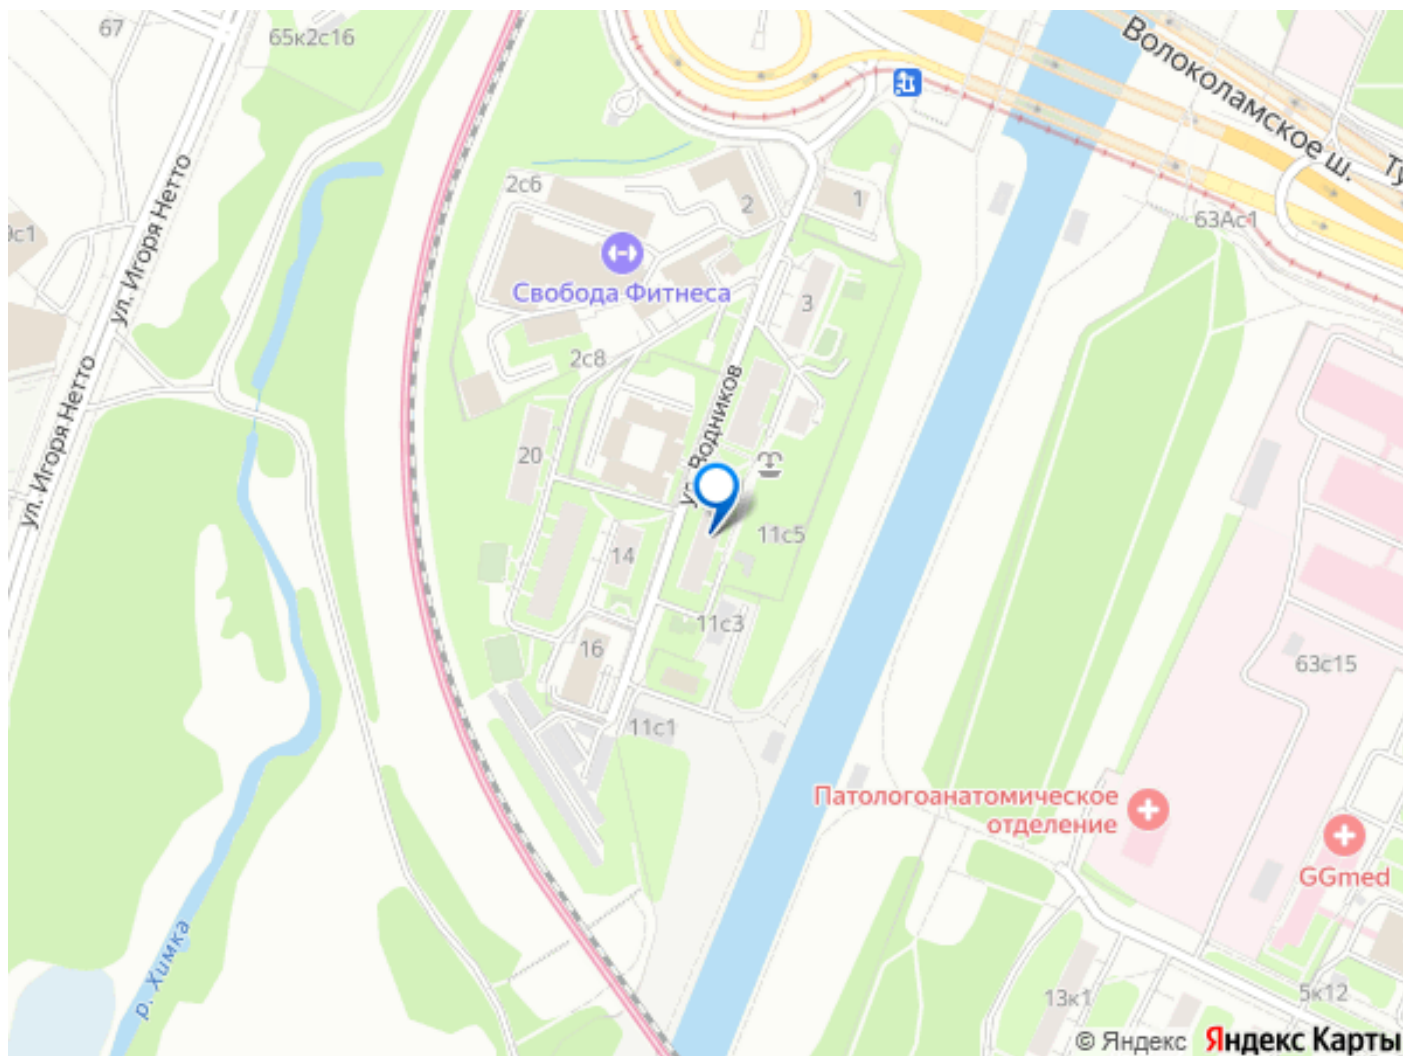 67
65к2с16
Волоколамское ш.
Ту
ул. Игоря Нетто
2с6
2
1
63Ас1
9с1
Свобода Фитнеса
3
2с8
ул. Игоря Нетто
ул. Водников
20
14
11с5
11с3
16
63с15
11с1
Патологоанатомическое
отделение
GGmed
р. Химка
13к1
5к12
© Яндекс Яндекс Карты